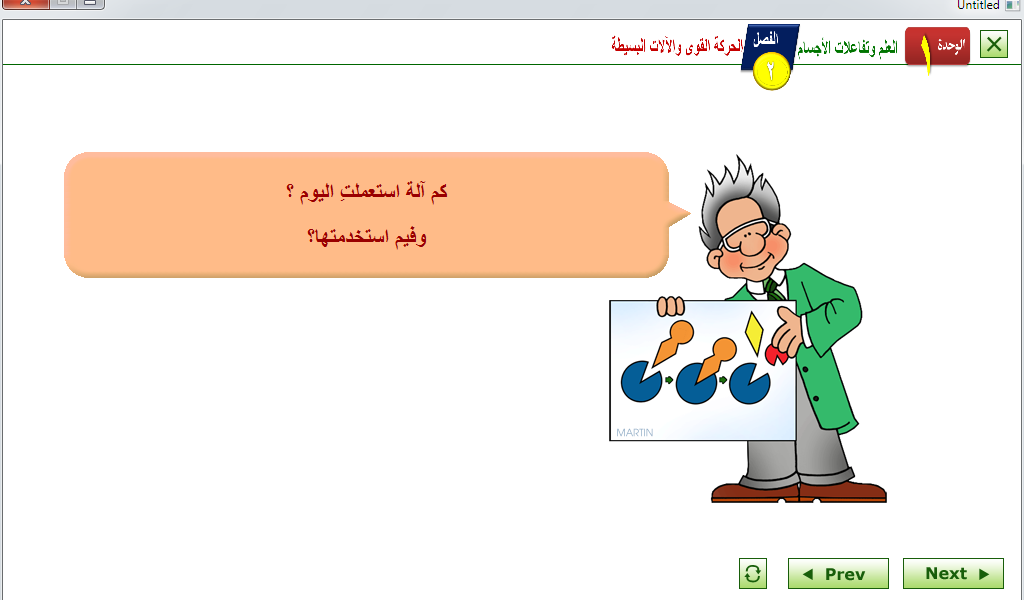 Untitled
الوحدة ١ العلم وتفاعلات الأجسام الفصل ٢ الحركة القوى والآلات البسيطة
كم آلة استعملتِ اليوم ؟
وفيم استخدمتها؟
MARTIN
Prev
Next